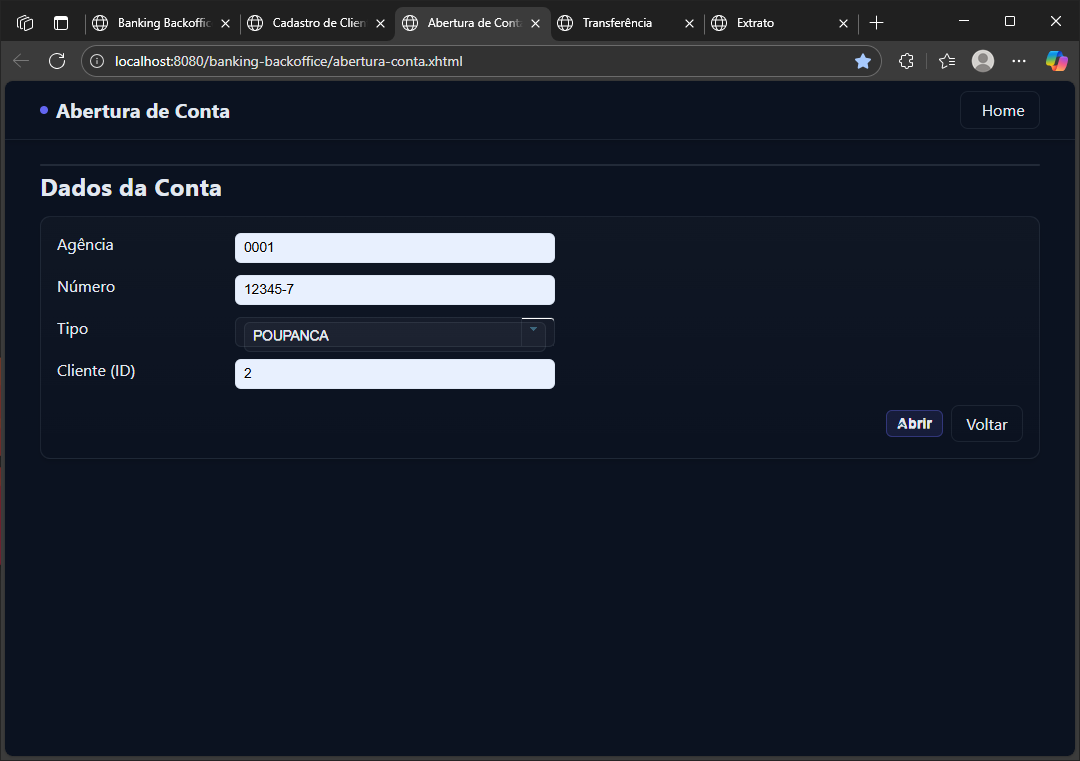 Banking Backoffic
Cadastro de Clien
Abertura de Cont
Transferência
Extrato
localhost:8080/banking-backoffice/abertura-conta.xhtml
Abertura de Conta
Home
Dados da Conta
Agência
0001
Número
12345-7
Tipo
POUPANCA
Cliente (ID)
2
Abrir
Voltar